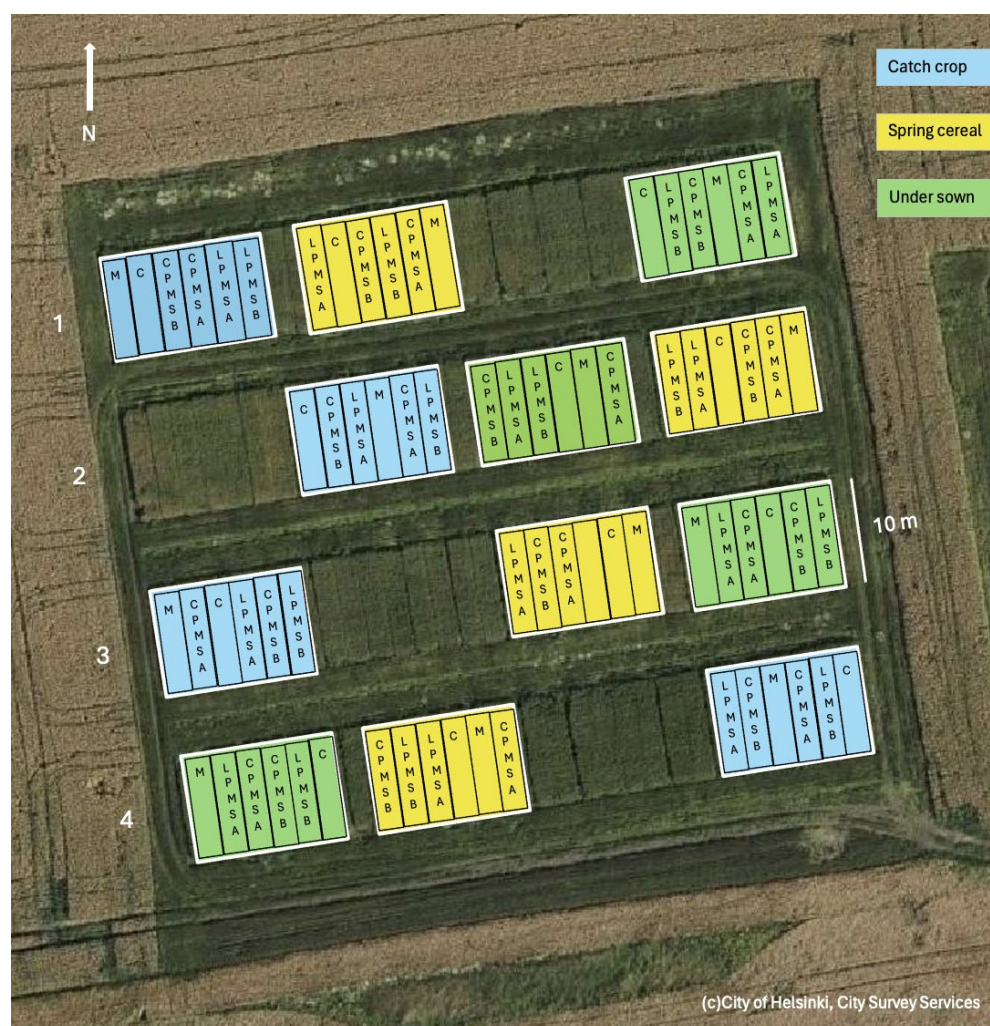 N
Catch crop
Spring cereal
Under sown
1
M C CPMSB CPMSA LPMSA LPMSB
LPMSA C CPMSB LPMSB CPMSA M
C LPMSB CPMSB M CPMSA LPMSA
2
C CPMSB LPMSA M CPMSA LPMSB
CPMSB LPMSA LPMSB C M CPMSA
LPMSB LPMSA C CPMSB CPMSA M
3
M CPMSA C LPMSA CPMSB LPMSB
LPMSA CPMSB CPMSA C M
M LPMSA CPMSA C CPMSB LPMSB
10 m
4
M LPMSA CPMSA CPMSB LPMSB C
CPMSB LPMSB LPMSA C M CPMSA
LPMSA CPMSB M CPMSA LPMSB C
(c)City of Helsinki, City Survey Services